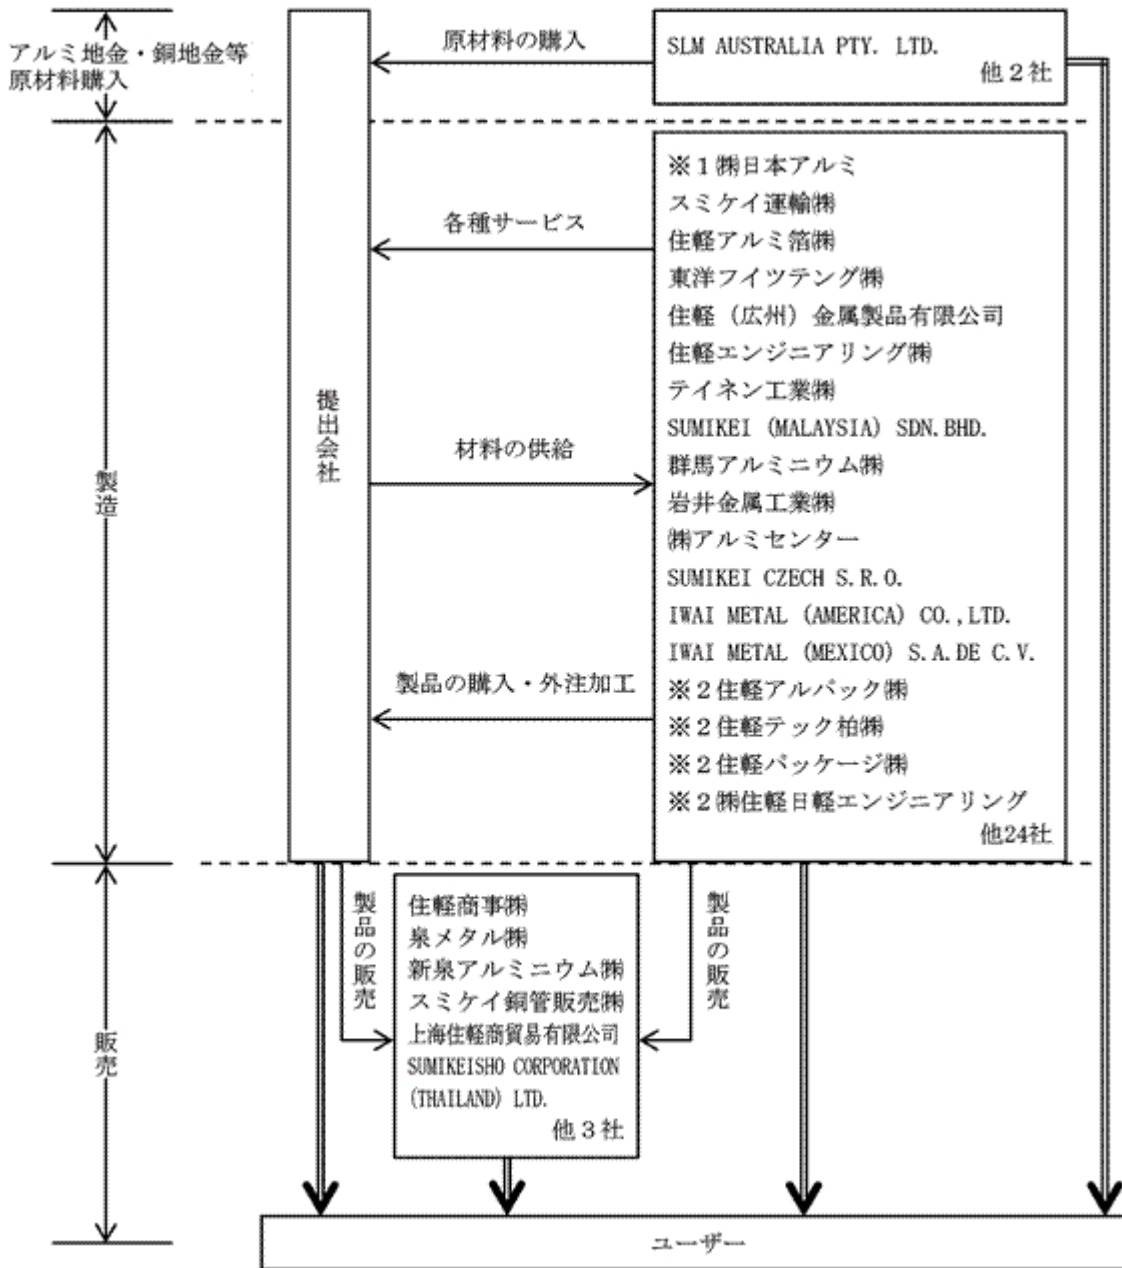 アルミ地金・銅地金等
原材料購入
原材料の購入
SLM AUSTRALIA PTY. LTD.
他２社
製造
提出会社
各種サービス
材料の供給
製品の購入・外注加工
※１㈱日本アルミ
スミケイ運輸㈱
住軽アルミ箔㈱
東洋フイツテング㈱
住軽（広州）金属製品有限公司
住軽エンジニアリング㈱
テイネン工業㈱
SUMIKEI (MALAYSIA) SDN.BHD.
群馬アルミニウム㈱
岩井金属工業㈱
㈱アルミセンター
SUMIKEI CZECH S.R.O.
IWAI METAL (AMERICA) CO.,LTD.
IWAI METAL (MEXICO) S.A.DE C.V.
※２住軽アルパック㈱
※２住軽テック柏㈱
※２住軽パッケージ㈱
※２㈱住軽日軽エンジニアリング
他24社
販売
製品の販売
住軽商事㈱
泉メタル㈱
新泉アルミニウム㈱
スミケイ銅管販売㈱
上海住軽商貿易有限公司
SUMIKEISHO CORPORATION
(THAILAND) LTD.
他３社
製品の販売
ユーザー